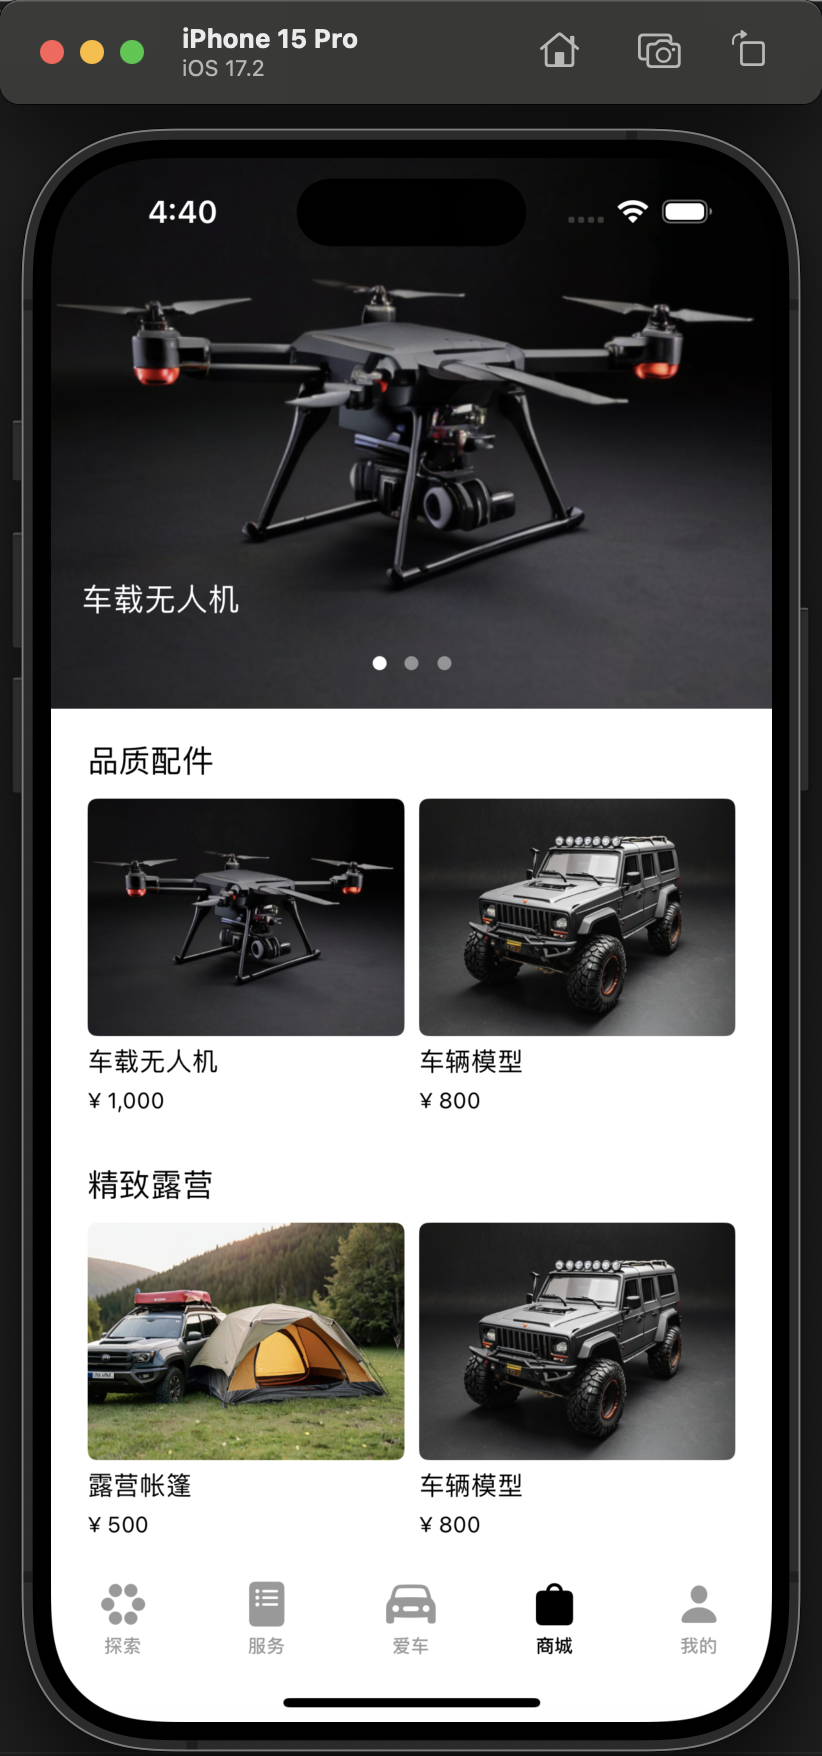 iPhone 15 Pro
iOS 17.2
4:40
车载无人机
品质配件
车载无人机
¥ 1,000
车辆模型
¥ 800
精致露营
露营帐篷
¥ 500
车辆模型
¥ 800
探索
服务
爱车
商城
我的